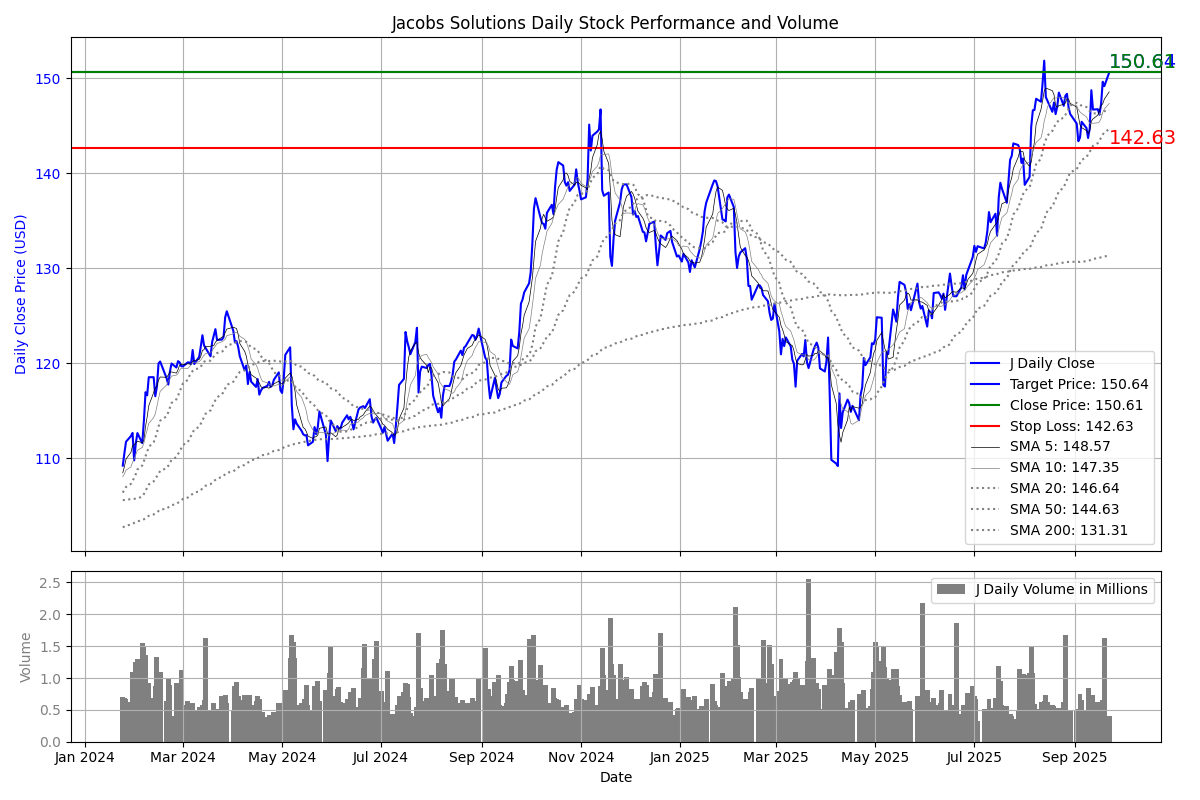 Jacobs Solutions Daily Stock Performance and Volume
Daily Close Price (USD)
150
140
130
120
110
150.64
150.61
142.63
J Daily Close
Target Price: 150.64
Close Price: 150.61
Stop Loss: 142.63
SMA 5: 148.57
SMA 10: 147.35
SMA 20: 146.64
SMA 50: 144.63
SMA 200: 131.31
Volume
2.5
2.0
1.5
1.0
0.5
0.0
J Daily Volume in Millions
Jan 2024 Mar 2024 May 2024 Jul 2024 Sep 2024 Nov 2024 Jan 2025 Mar 2025 May 2025 Jul 2025 Sep 2025
Date